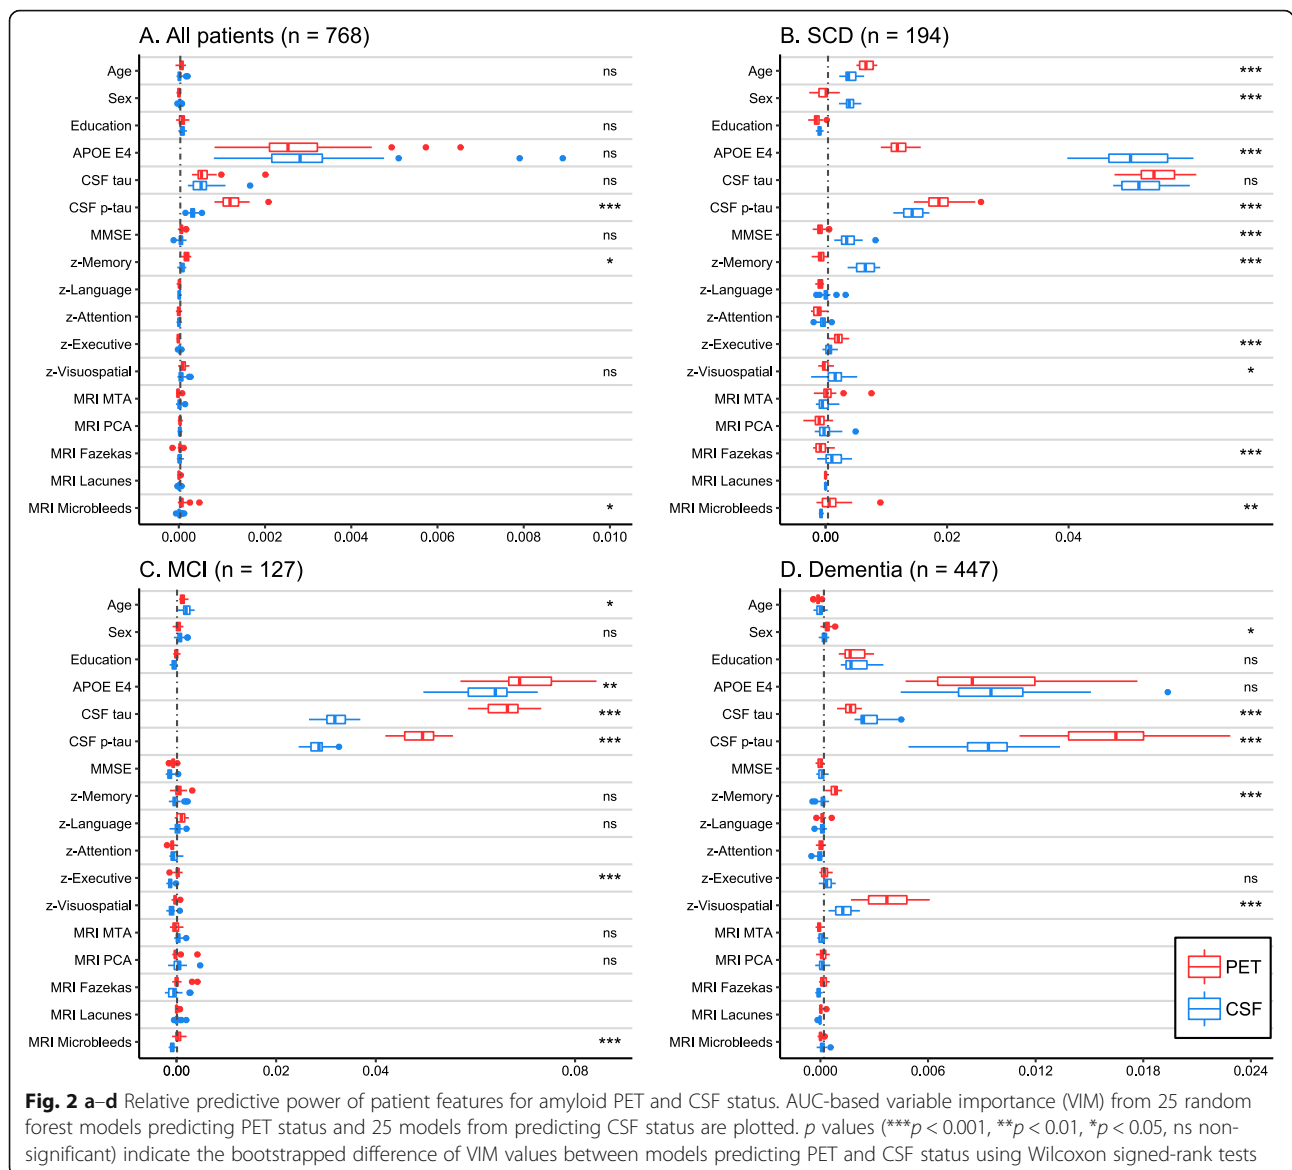 A. All patients (n = 768)
Age
ns
Sex
Education
ns
APOE E4
ns
CSF tau
ns
CSF p-tau
***
MMSE
ns
z-Memory
*
z-Language
z-Attention
z-Executive
z-Visuospatial
ns
MRI MTA
MRI PCA
MRI Fazekas
MRI Lacunes
MRI Microbleeds
*
0.000
0.002
0.004
0.006
0.008
0.010
B. SCD (n = 194)
Age
***
Sex
***
Education
APOE E4
***
CSF tau
ns
CSF p-tau
***
MMSE
***
z-Memory
***
z-Language
z-Attention
z-Executive
***
z-Visuospatial
*
MRI MTA
MRI PCA
MRI Fazekas
***
MRI Lacunes
MRI Microbleeds
**
0.00
0.02
0.04
C. MCI (n = 127)
Age
*
Sex
ns
Education
APOE E4
**
CSF tau
***
CSF p-tau
***
MMSE
z-Memory
ns
z-Language
ns
z-Attention
z-Executive
***
z-Visuospatial
MRI MTA
ns
MRI PCA
ns
MRI Fazekas
MRI Lacunes
MRI Microbleeds
***
0.00
0.04
0.08
D. Dementia (n = 447)
Age
Sex
*
Education
ns
APOE E4
ns
CSF tau
***
CSF p-tau
***
MMSE
z-Memory
***
z-Language
z-Attention
z-Executive
ns
z-Visuospatial
***
MRI MTA
MRI PCA
MRI Fazekas
MRI Lacunes
MRI Microbleeds
0.000
0.006
0.012
0.018
0.024
PET
CSF
Fig. 2 a–d Relative predictive power of patient features for amyloid PET and CSF status. AUC-based variable importance (VIM) from 25 random
forest models predicting PET status and 25 models from predicting CSF status are plotted. p values (***p < 0.001, **p < 0.01, *p < 0.05, ns non-
significant) indicate the bootstrapped difference of VIM values between models predicting PET and CSF status using Wilcoxon signed-rank tests